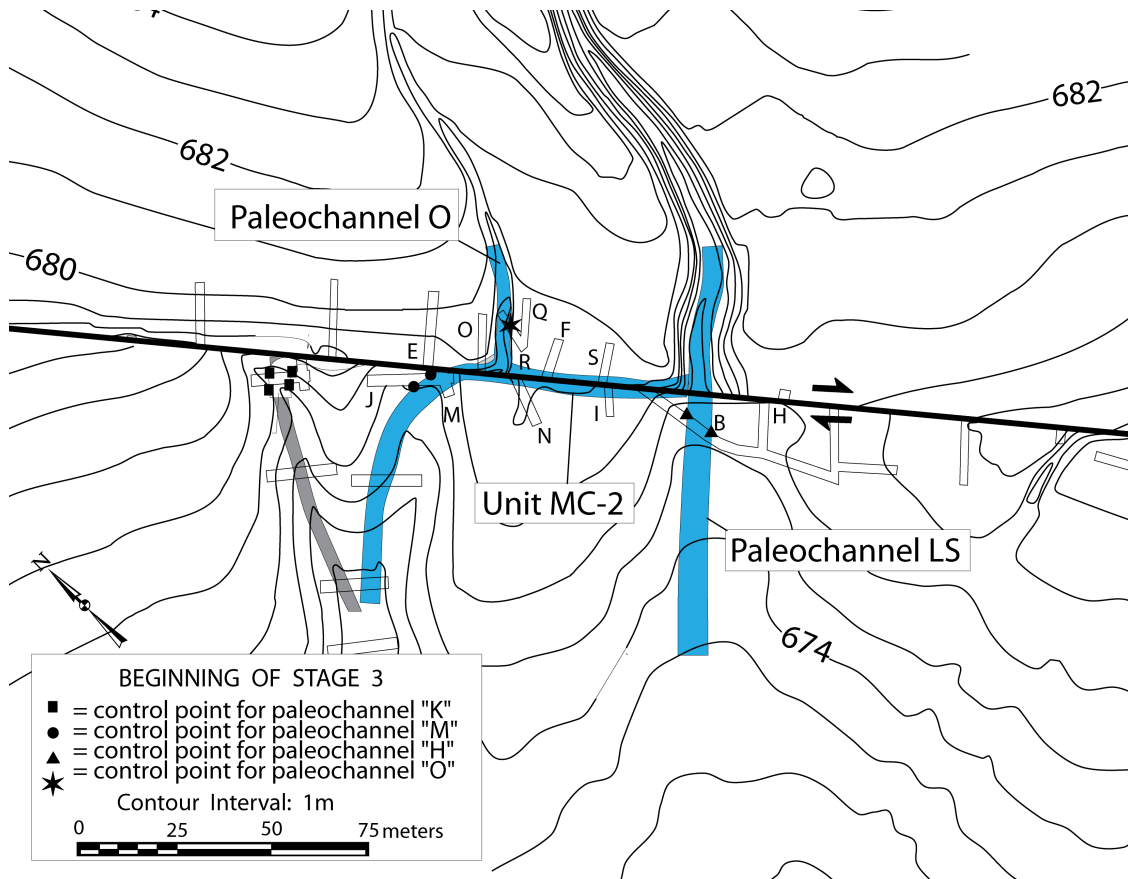 682
682
Paleochannel O
680
Q
O
F
E
R
S
J
M
I
H
B
N
Unit MC-2
Paleochannel LS
N
674
BEGINNING OF STAGE 3
= control point for paleochannel "K"
= control point for paleochannel "M"
= control point for paleochannel "H"
= control point for paleochannel "O"
Contour Interval: 1m
0 25 50 75 meters